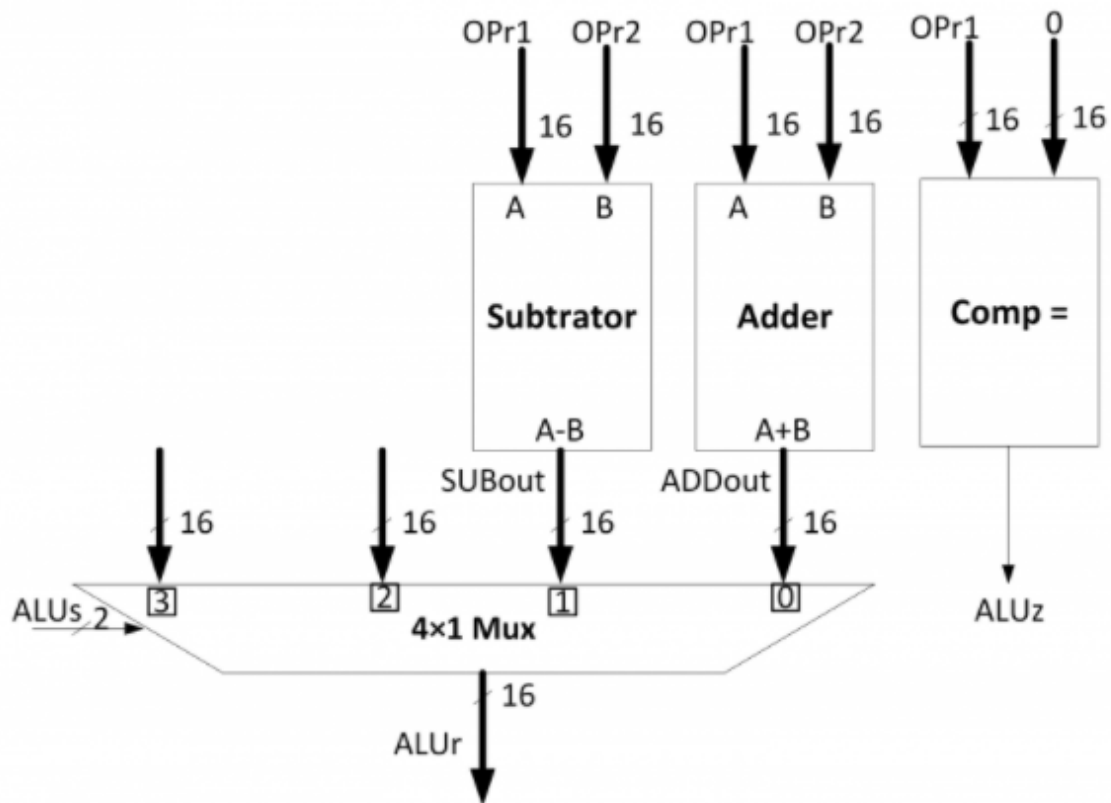 OPr1 OPr2 OPr1 OPr2 OPr1 0
16 16 16 16 16 16
A B A B
Subtrator Adder Comp =
A-B A+B
SUBout ADDout
16 16 16 16
3 2 1 0
ALUs 2
4×1 Mux
ALUz
16
ALUr